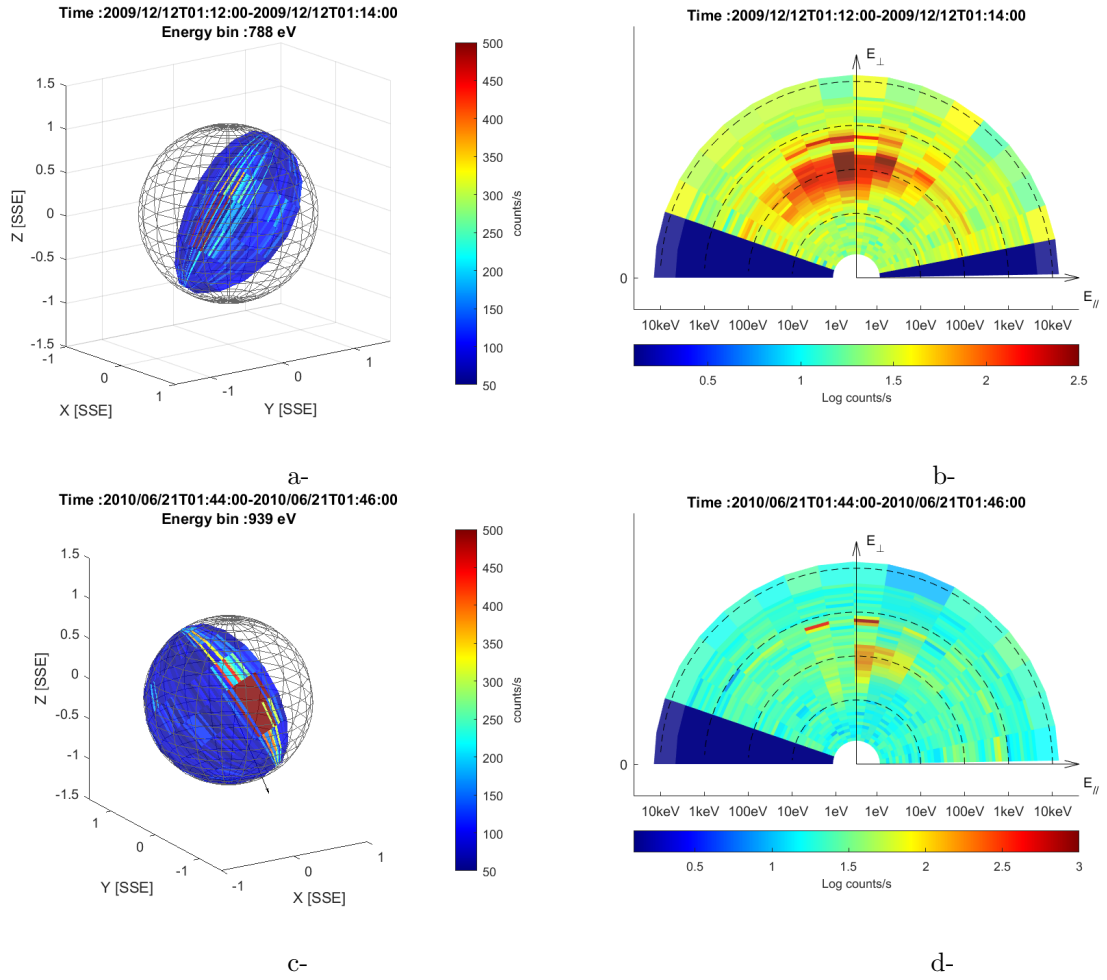 Time :2009/12/12T01:12:00-2009/12/12T01:14:00
Energy bin :788 eV
1.5
1
0.5
0
-0.5
-1
-1.5
Z [SSE]
-1
0
1
X [SSE]
-1
0
1
Y [SSE]
500
450
400
350
300
250
200
150
100
50
counts/s
a-
Time :2009/12/12T01:12:00-2009/12/12T01:14:00
E⊥
0
E//
10keV 1keV 100eV 10eV 1eV 1eV 10eV 100eV 1keV 10keV
0.5 1 1.5 2 2.5
Log counts/s
b-
Time :2010/06/21T01:44:00-2010/06/21T01:46:00
Energy bin :939 eV
1.5
1
0.5
0
-0.5
-1
-1.5
Z [SSE]
1
0
-1
Y [SSE]
-1
0
1
X [SSE]
500
450
400
350
300
250
200
150
100
50
counts/s
c-
Time :2010/06/21T01:44:00-2010/06/21T01:46:00
E⊥
0
E//
10keV 1keV 100eV 10eV 1eV 1eV 10eV 100eV 1keV 10keV
0.5 1 1.5 2 2.5 3
Log counts/s
d-